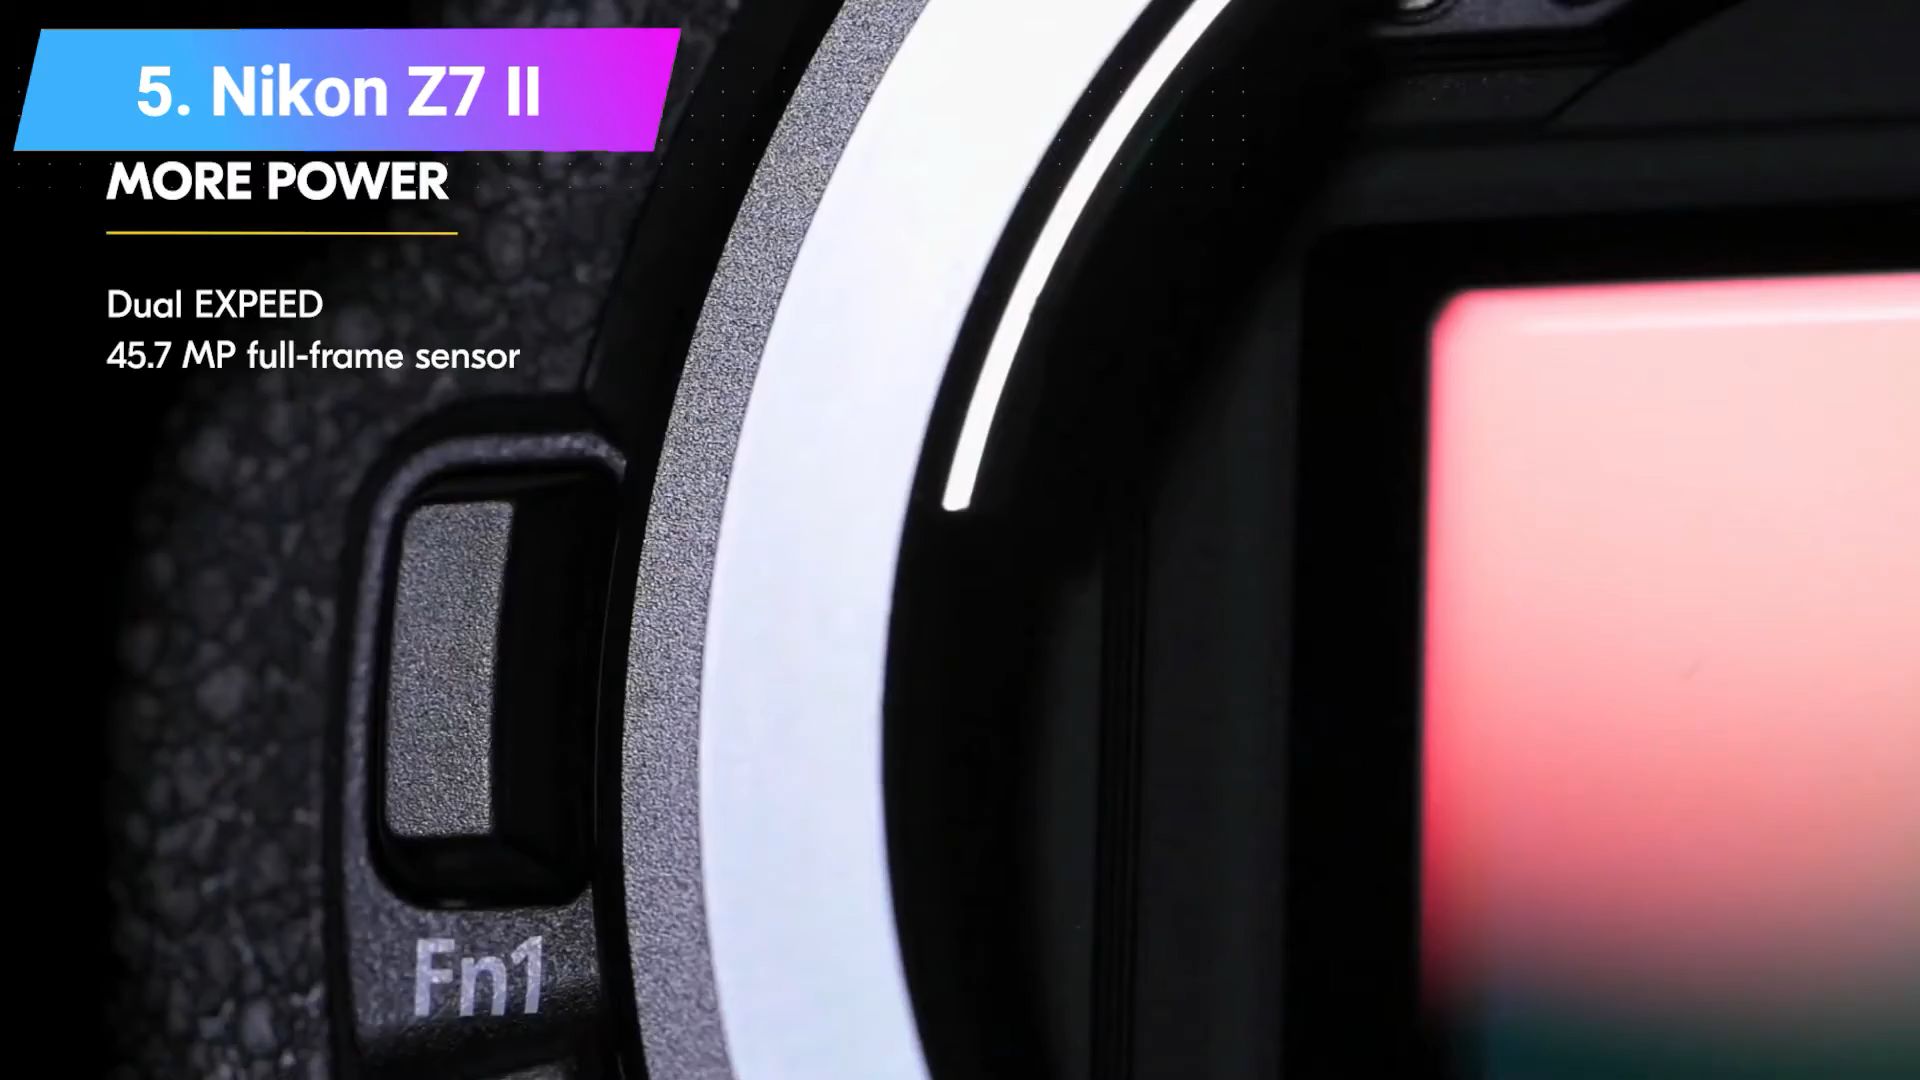 5. Nikon Z7 II
MORE POWER
Dual EXPEED
45.7 MP full-frame sensor
Fn1